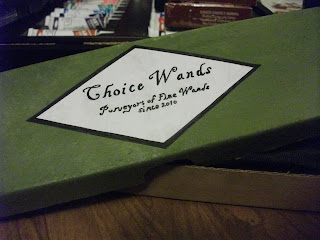 Choice Wands
Purveyors of Fine Wands
since 2010